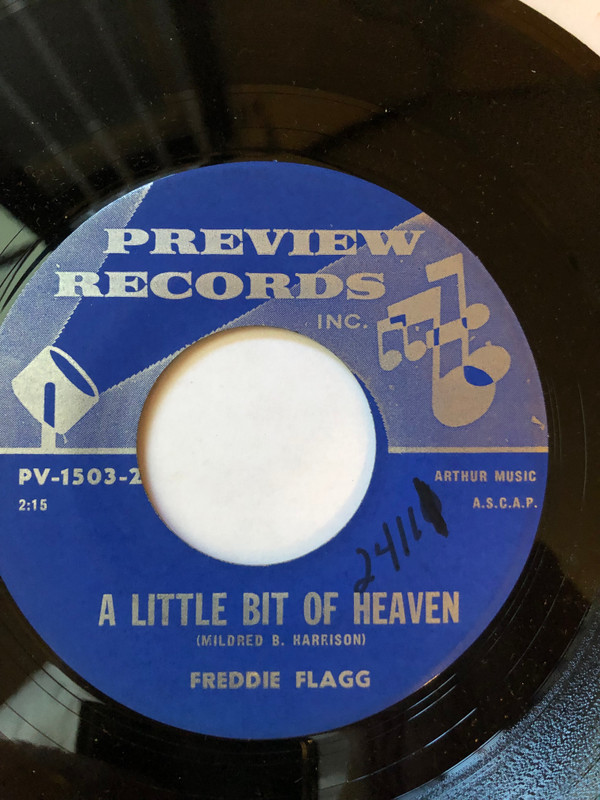 PREVIEW
RECORDS
INC.
PV-1503-2
ARTHUR MUSIC
2:15
A.S.C.A.P.
A LITTLE BIT OF HEAVEN
(MILDRED B. HARRISON)
FREDDIE FLAGG